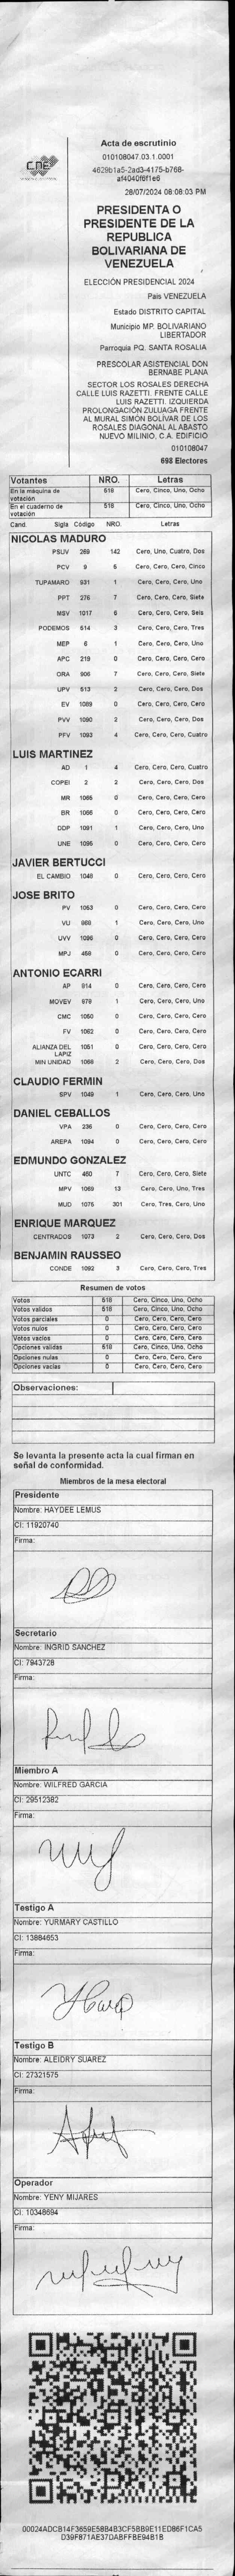 CNE
Acta de escrutinio
010108047.03.1.0001
4629b1a5-2ad3-4175-b768-
af4040f6f1e6
28/07/2024 08:08:03 PM
PRESIDENTA O
PRESIDENTE DE LA
REPUBLICA
BOLIVARIANA DE
VENEZUELA
ELECCIÓN PRESIDENCIAL 2024
País VENEZUELA
Estado DISTRITO CAPITAL
Municipio MP. BOLIVARIANO
LIBERTADOR
Parroquia PQ. SANTA ROSALIA
PRESCOLAR ASISTENCIAL DON
BERNABE PLANA
SECTOR LOS ROSALES DERECHA
CALLE LUIS RAZETTI. FRENTE CALLE
LUIS RAZETTI. IZQUIERDA
PROLONGACIÓN ZULUAGA FRENTE
AL MURAL SIMÓN BOLIVAR DE LOS
ROSALES DIAGONAL AL ABASTO
NUEVO MILINIO, C.A. EDIFICIO
010108047
698 Electores
Votantes NRO. Letras
En la máquina de votación 518 Cero, Cinco, Uno, Ocho
En el cuaderno de votación 518 Cero, Cinco, Uno, Ocho
Cand. Sigla Código NRO. Letras
NICOLAS MADURO
PSUV 269 142 Cero, Uno, Cuatro, Dos
PCV 9 5 Cero, Cero, Cero, Cinco
TUPAMARO 931 1 Cero, Cero, Cero, Uno
PPT 276 7 Cero, Cero, Cero, Siete
MSV 1017 6 Cero, Cero, Cero, Seis
PODEMOS 514 3 Cero, Cero, Cero, Tres
MEP 6 1 Cero, Cero, Cero, Uno
APC 219 0 Cero, Cero, Cero, Cero
ORA 906 7 Cero, Cero, Cero, Siete
UPV 513 2 Cero, Cero, Cero, Dos
EV 1089 0 Cero, Cero, Cero, Cero
PVV 1090 2 Cero, Cero, Cero, Dos
PFV 1093 4 Cero, Cero, Cero, Cuatro
LUIS MARTINEZ
AD 1 4 Cero, Cero, Cero, Cuatro
COPEI 2 2 Cero, Cero, Cero, Dos
MR 1065 0 Cero, Cero, Cero, Cero
BR 1066 0 Cero, Cero, Cero, Cero
DDP 1091 1 Cero, Cero, Cero, Uno
UNE 1095 0 Cero, Cero, Cero, Cero
JAVIER BERTUCCI
EL CAMBIO 1048 0 Cero, Cero, Cero, Cero
JOSE BRITO
PV 1053 0 Cero, Cero, Cero, Cero
VU 869 1 Cero, Cero, Cero, Uno
UVV 1096 0 Cero, Cero, Cero, Cero
MPJ 458 0 Cero, Cero, Cero, Cero
ANTONIO ECARRI
AP 914 0 Cero, Cero, Cero, Cero
MOVEV 979 1 Cero, Cero, Cero, Uno
CMC 1050 0 Cero, Cero, Cero, Cero
FV 1062 0 Cero, Cero, Cero, Cero
ALIANZA DEL LAPIZ 1051 0 Cero, Cero, Cero, Cero
MIN UNIDAD 1068 2 Cero, Cero, Cero, Dos
CLAUDIO FERMIN
SPV 1049 1 Cero, Cero, Cero, Uno
DANIEL CEBALLOS
VPA 236 0 Cero, Cero, Cero, Cero
AREPA 1094 0 Cero, Cero, Cero, Cero
EDMUNDO GONZALEZ
UNTC 460 7 Cero, Cero, Cero, Siete
MPV 1069 13 Cero, Cero, Uno, Tres
MUD 1075 301 Cero, Tres, Cero, Uno
ENRIQUE MARQUEZ
CENTRADOS 1073 2 Cero, Cero, Cero, Dos
BENJAMIN RAUSSEO
CONDE 1092 3 Cero, Cero, Cero, Tres
Resumen de votos
Votos 518 Cero, Cinco, Uno, Ocho
Votos validos 518 Cero, Cinco, Uno, Ocho
Votos parciales 0 Cero, Cero, Cero, Cero
Votos nulos 0 Cero, Cero, Cero, Cero
Votos vacios 0 Cero, Cero, Cero, Cero
Opciones validas 518 Cero, Cinco, Uno, Ocho
Opciones nulas 0 Cero, Cero, Cero, Cero
Opciones vacias 0 Cero, Cero, Cero, Cero
Observaciones:
Se levanta la presente acta la cual firman en
señal de conformidad.
Miembros de la mesa electoral
Presidente
Nombre: HAYDEE LEMUS
CI: 11920740
Firma:
Secretario
Nombre: INGRID SANCHEZ
CI: 7943728
Firma:
Miembro A
Nombre: WILFRED GARCIA
CI: 29512382
Firma:
Testigo A
Nombre: YURMARY CASTILLO
CI: 13884653
Firma:
Testigo B
Nombre: ALEIDRY SUAREZ
CI: 27321575
Firma:
Operador
Nombre: YENY MIJARES
CI: 10348694
Firma:
00024ADCB14F3659E58B4B3CF5BB9E11ED86F1CA5
D39F871AE37DABFFBE94B1B